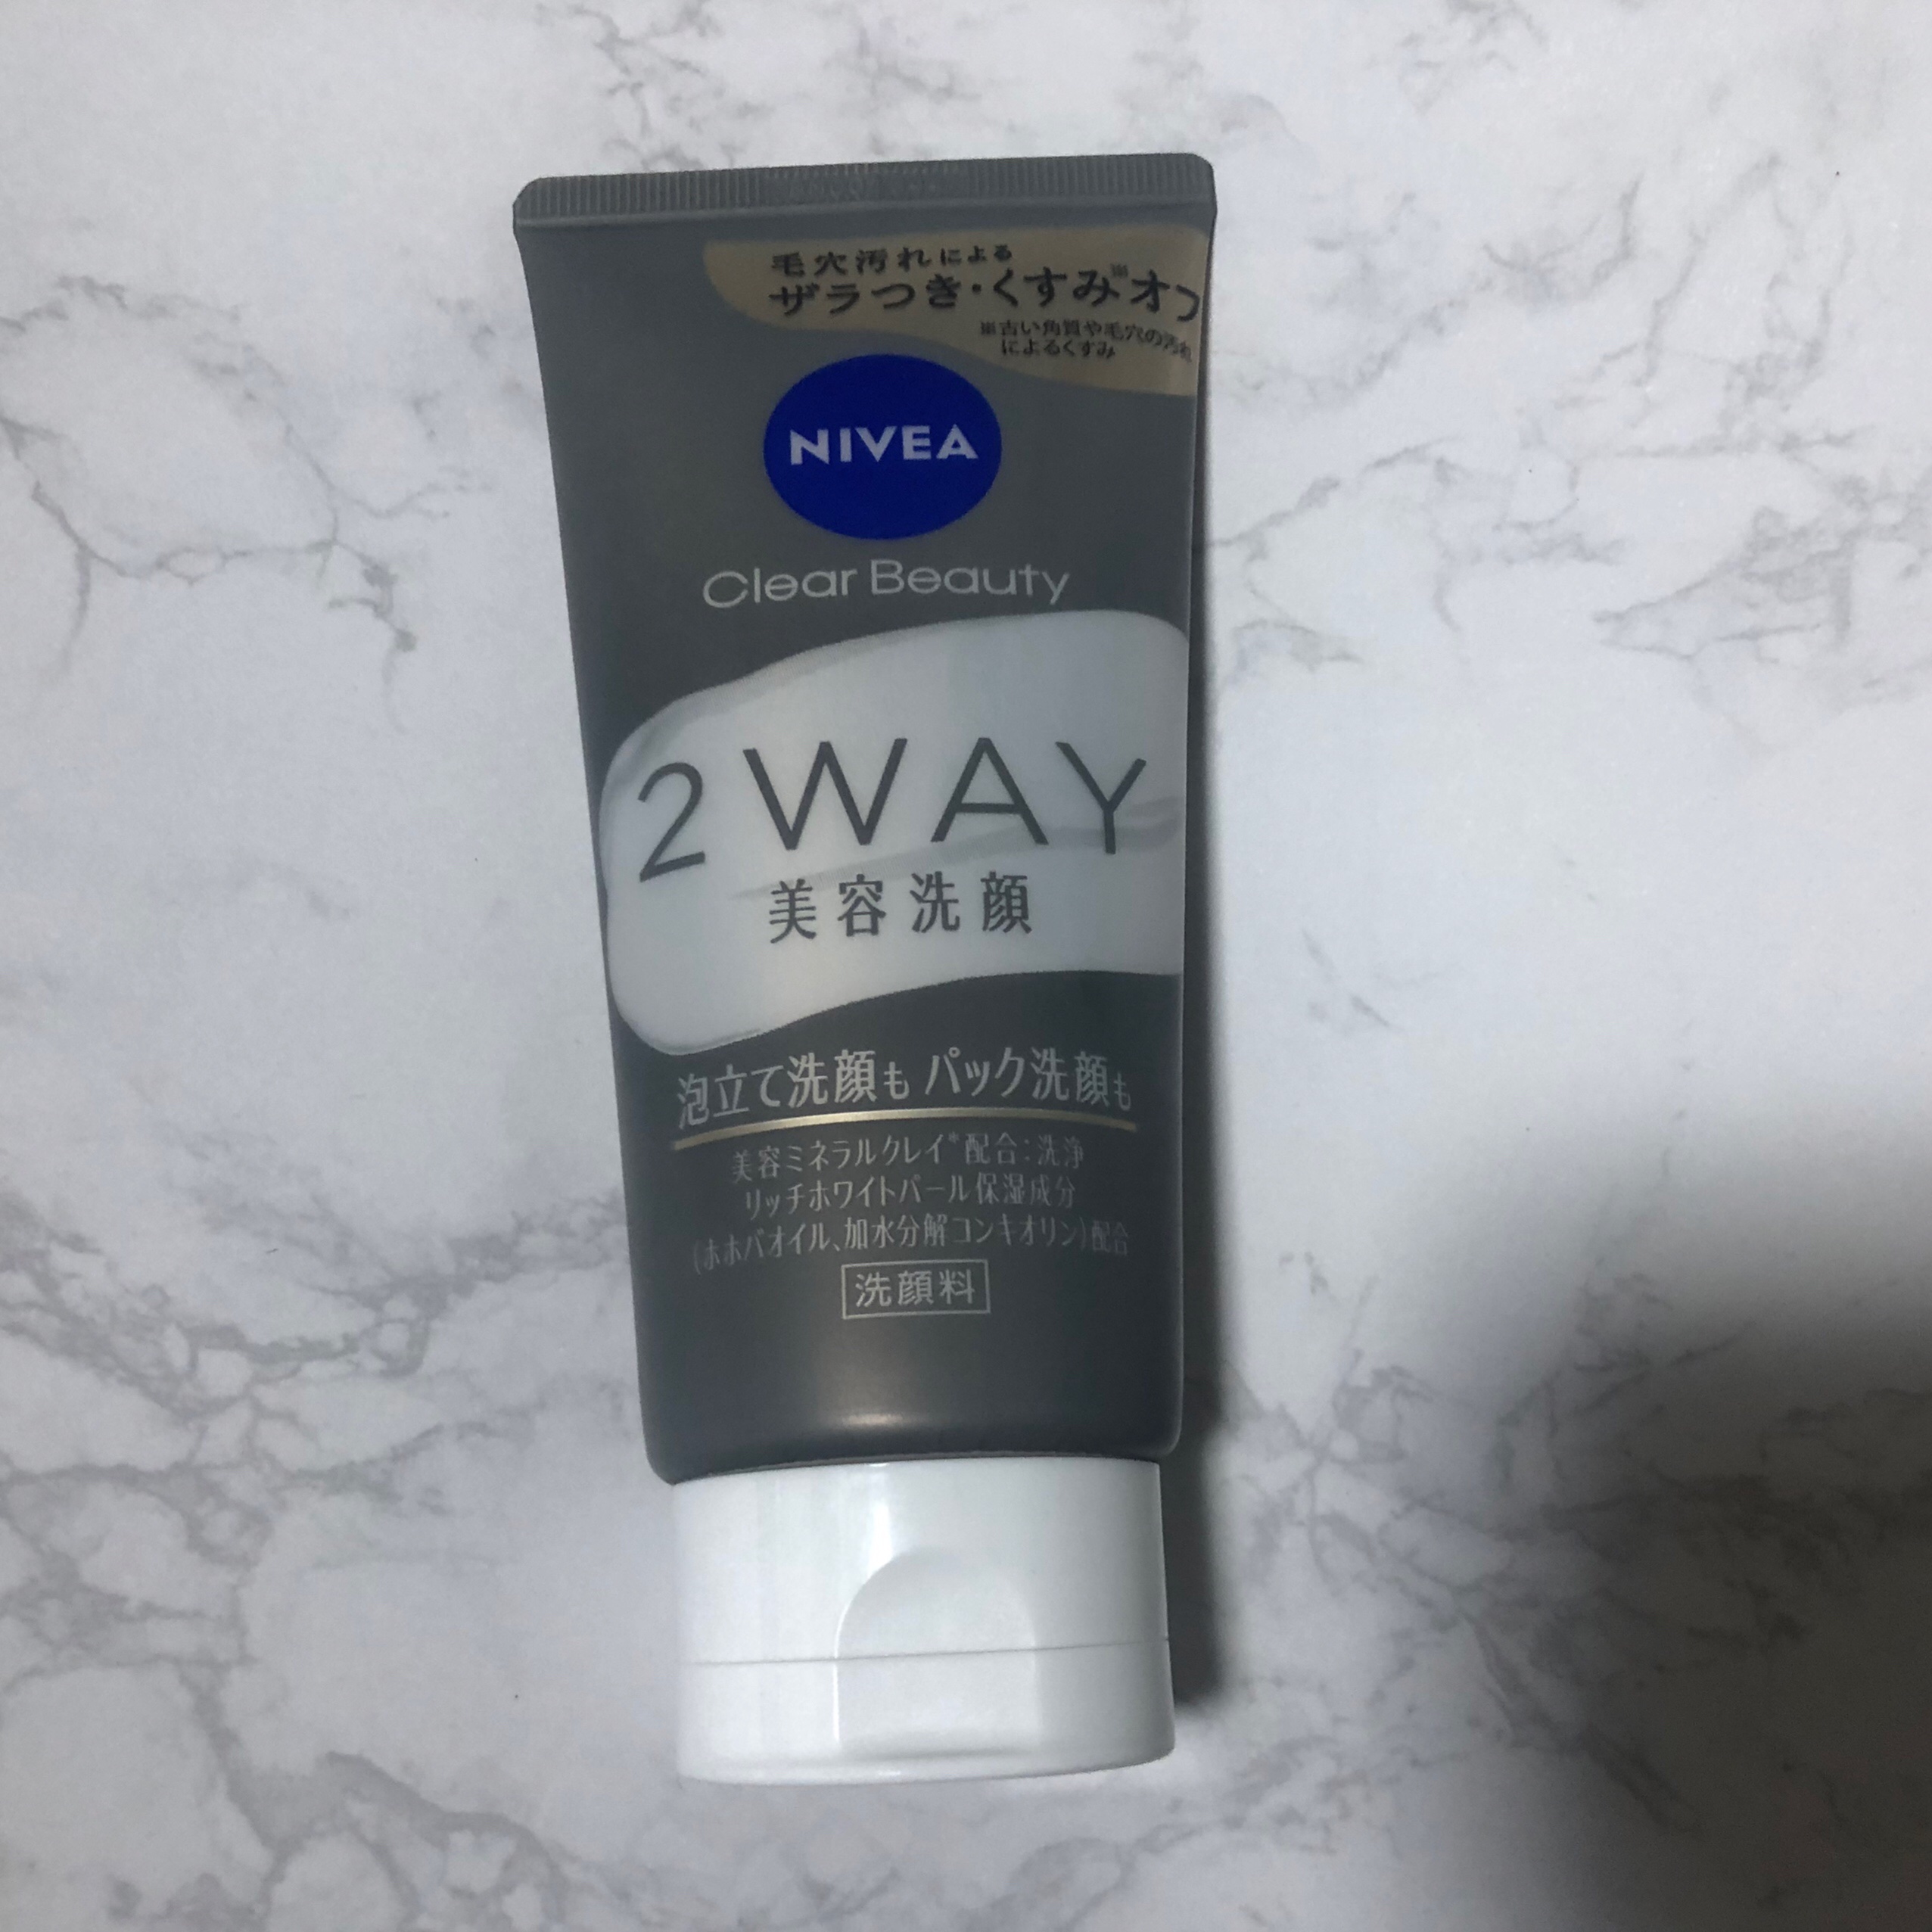 毛穴汚れによる
ザラつき・くすみ※オフ
※古い角質や毛穴の汚れ
によるくすみ
NIVEA
Clear Beauty
2WAY
美容洗顔
泡立て洗顔も パック洗顔も
美容ミネラルクレイ*配合：洗浄
リッチホワイトパール保湿成分
(ホホバオイル、加水分解コンキオリン)配合
洗顔料